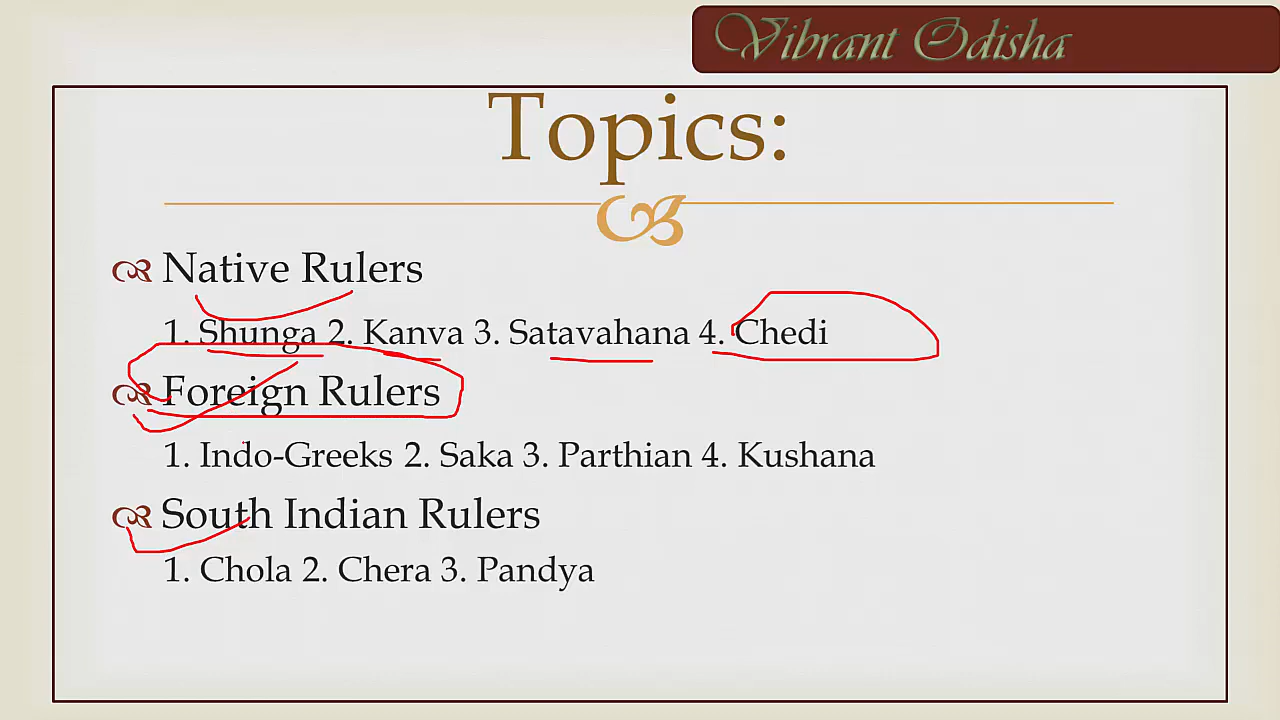 Vibrant Odisha
Topics:
Native Rulers
1. Shunga 2. Kanva 3. Satavahana 4. Chedi
Foreign Rulers
1. Indo-Greeks 2. Saka 3. Parthian 4. Kushana
South Indian Rulers
1. Chola 2. Chera 3. Pandya